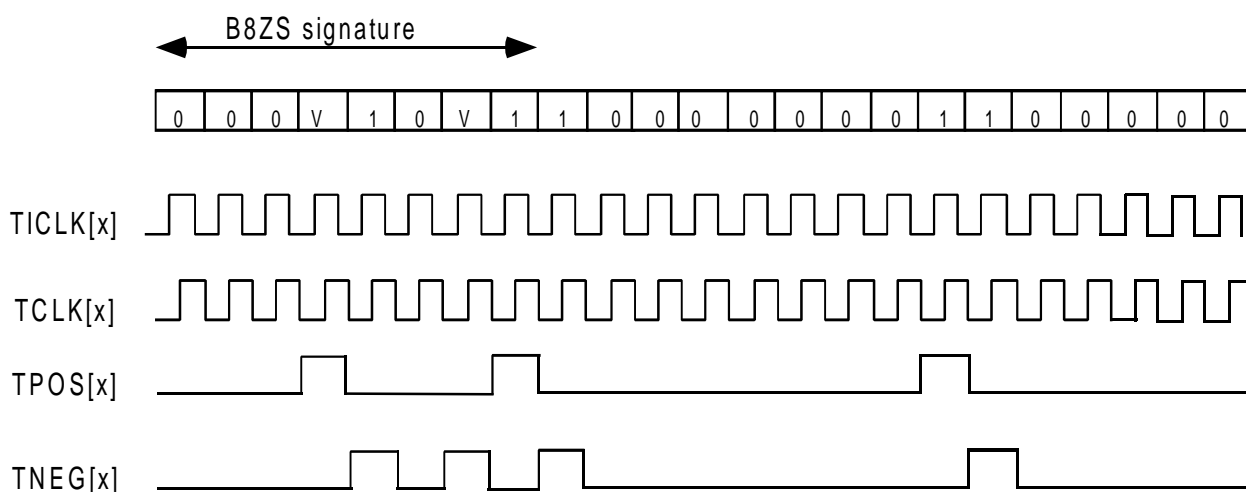 B8ZS signature
0 0 0 V 1 0 V 1 1 0 0 0 0 0 0 0 1 1 0 0 0 0 0
TICLK[x]
TCLK[x]
TPOS[x]
TNEG[x]